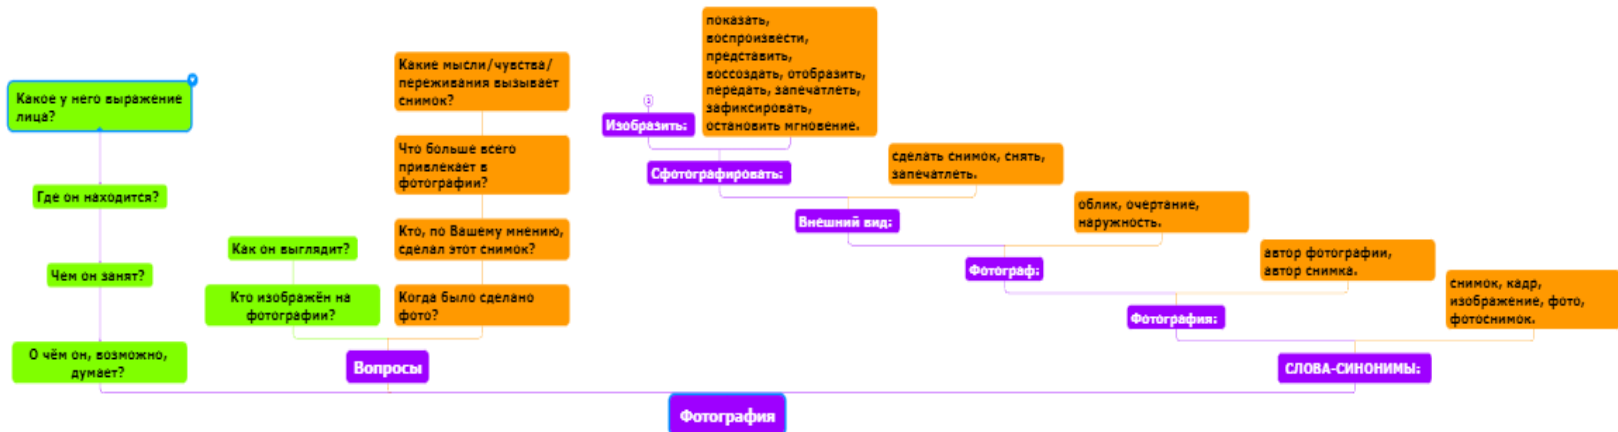 Какое у него выражение
лица?
Где он находится?
Чем он занят?
О чём он, возможно,
думает?
Как он выглядит?
Кто изображён на
фотографии?
Какие мысли/чувства/
переживания вызывает
снимок?
Что больше всего
привлекает в
фотографии?
Кто, по Вашему мнению,
сделал этот снимок?
Когда было сделано
фото?
Вопросы
Изобразить:
показать,
воспроизвести,
представить,
воссоздать, отобразить,
передать, запечатлеть,
зафиксировать,
остановить мгновение.
Сфотографировать:
сделать снимок, снять,
запечатлеть.
Внешний вид:
облик, очертание,
наружность.
Фотограф:
автор фотографии,
автор снимка.
Фотография:
снимок, кадр,
изображение, фото,
фотоснимок.
СЛОВА-СИНОНИМЫ:
Фотография